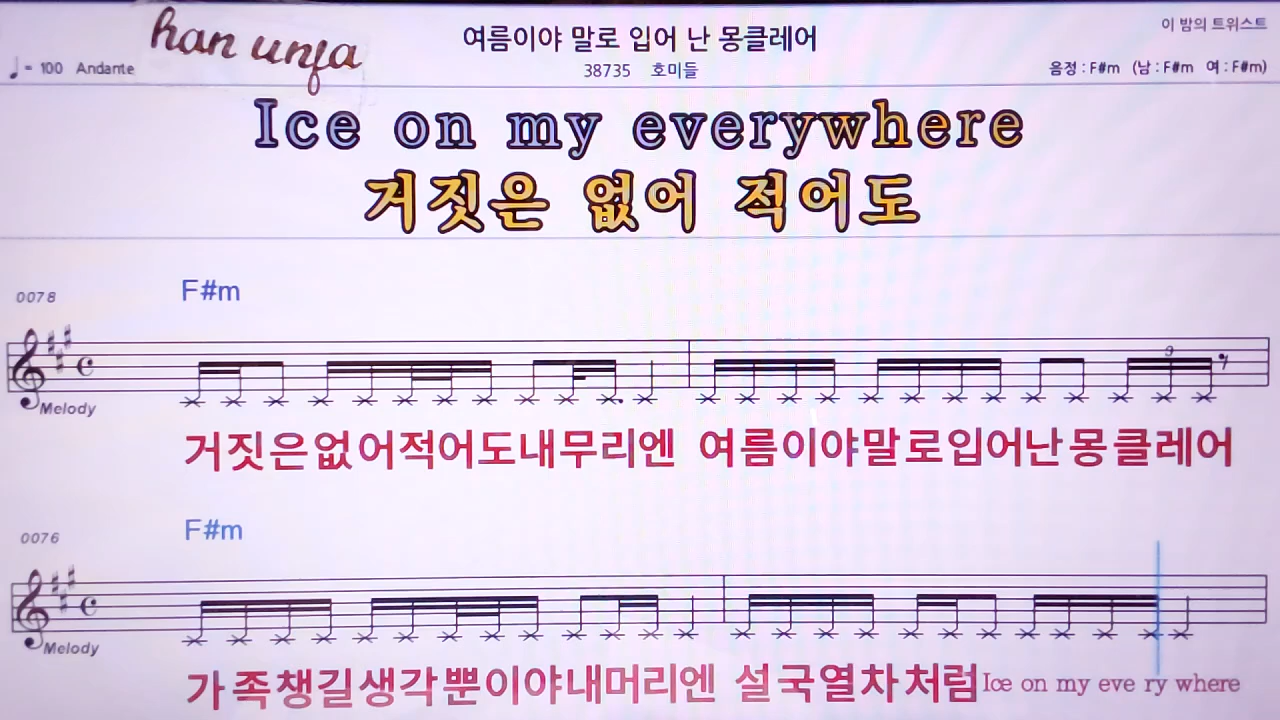 han unja
여름이야 말로 입어 난 몽클레어
이 밤의 트위스트
♩= 100 Andante
38735 호미들
음정 : F#m (남 : F#m 여 : F#m)
Ice on my everywhere
거짓은 없어 적어도
0078
F#m
3
Melody
거짓은없어적어도내무리엔 여름이야말로입어난몽클레어
0076
F#m
Melody
가족챙길생각뿐이야내머리엔 설국열차처럼Ice on my eve ry where